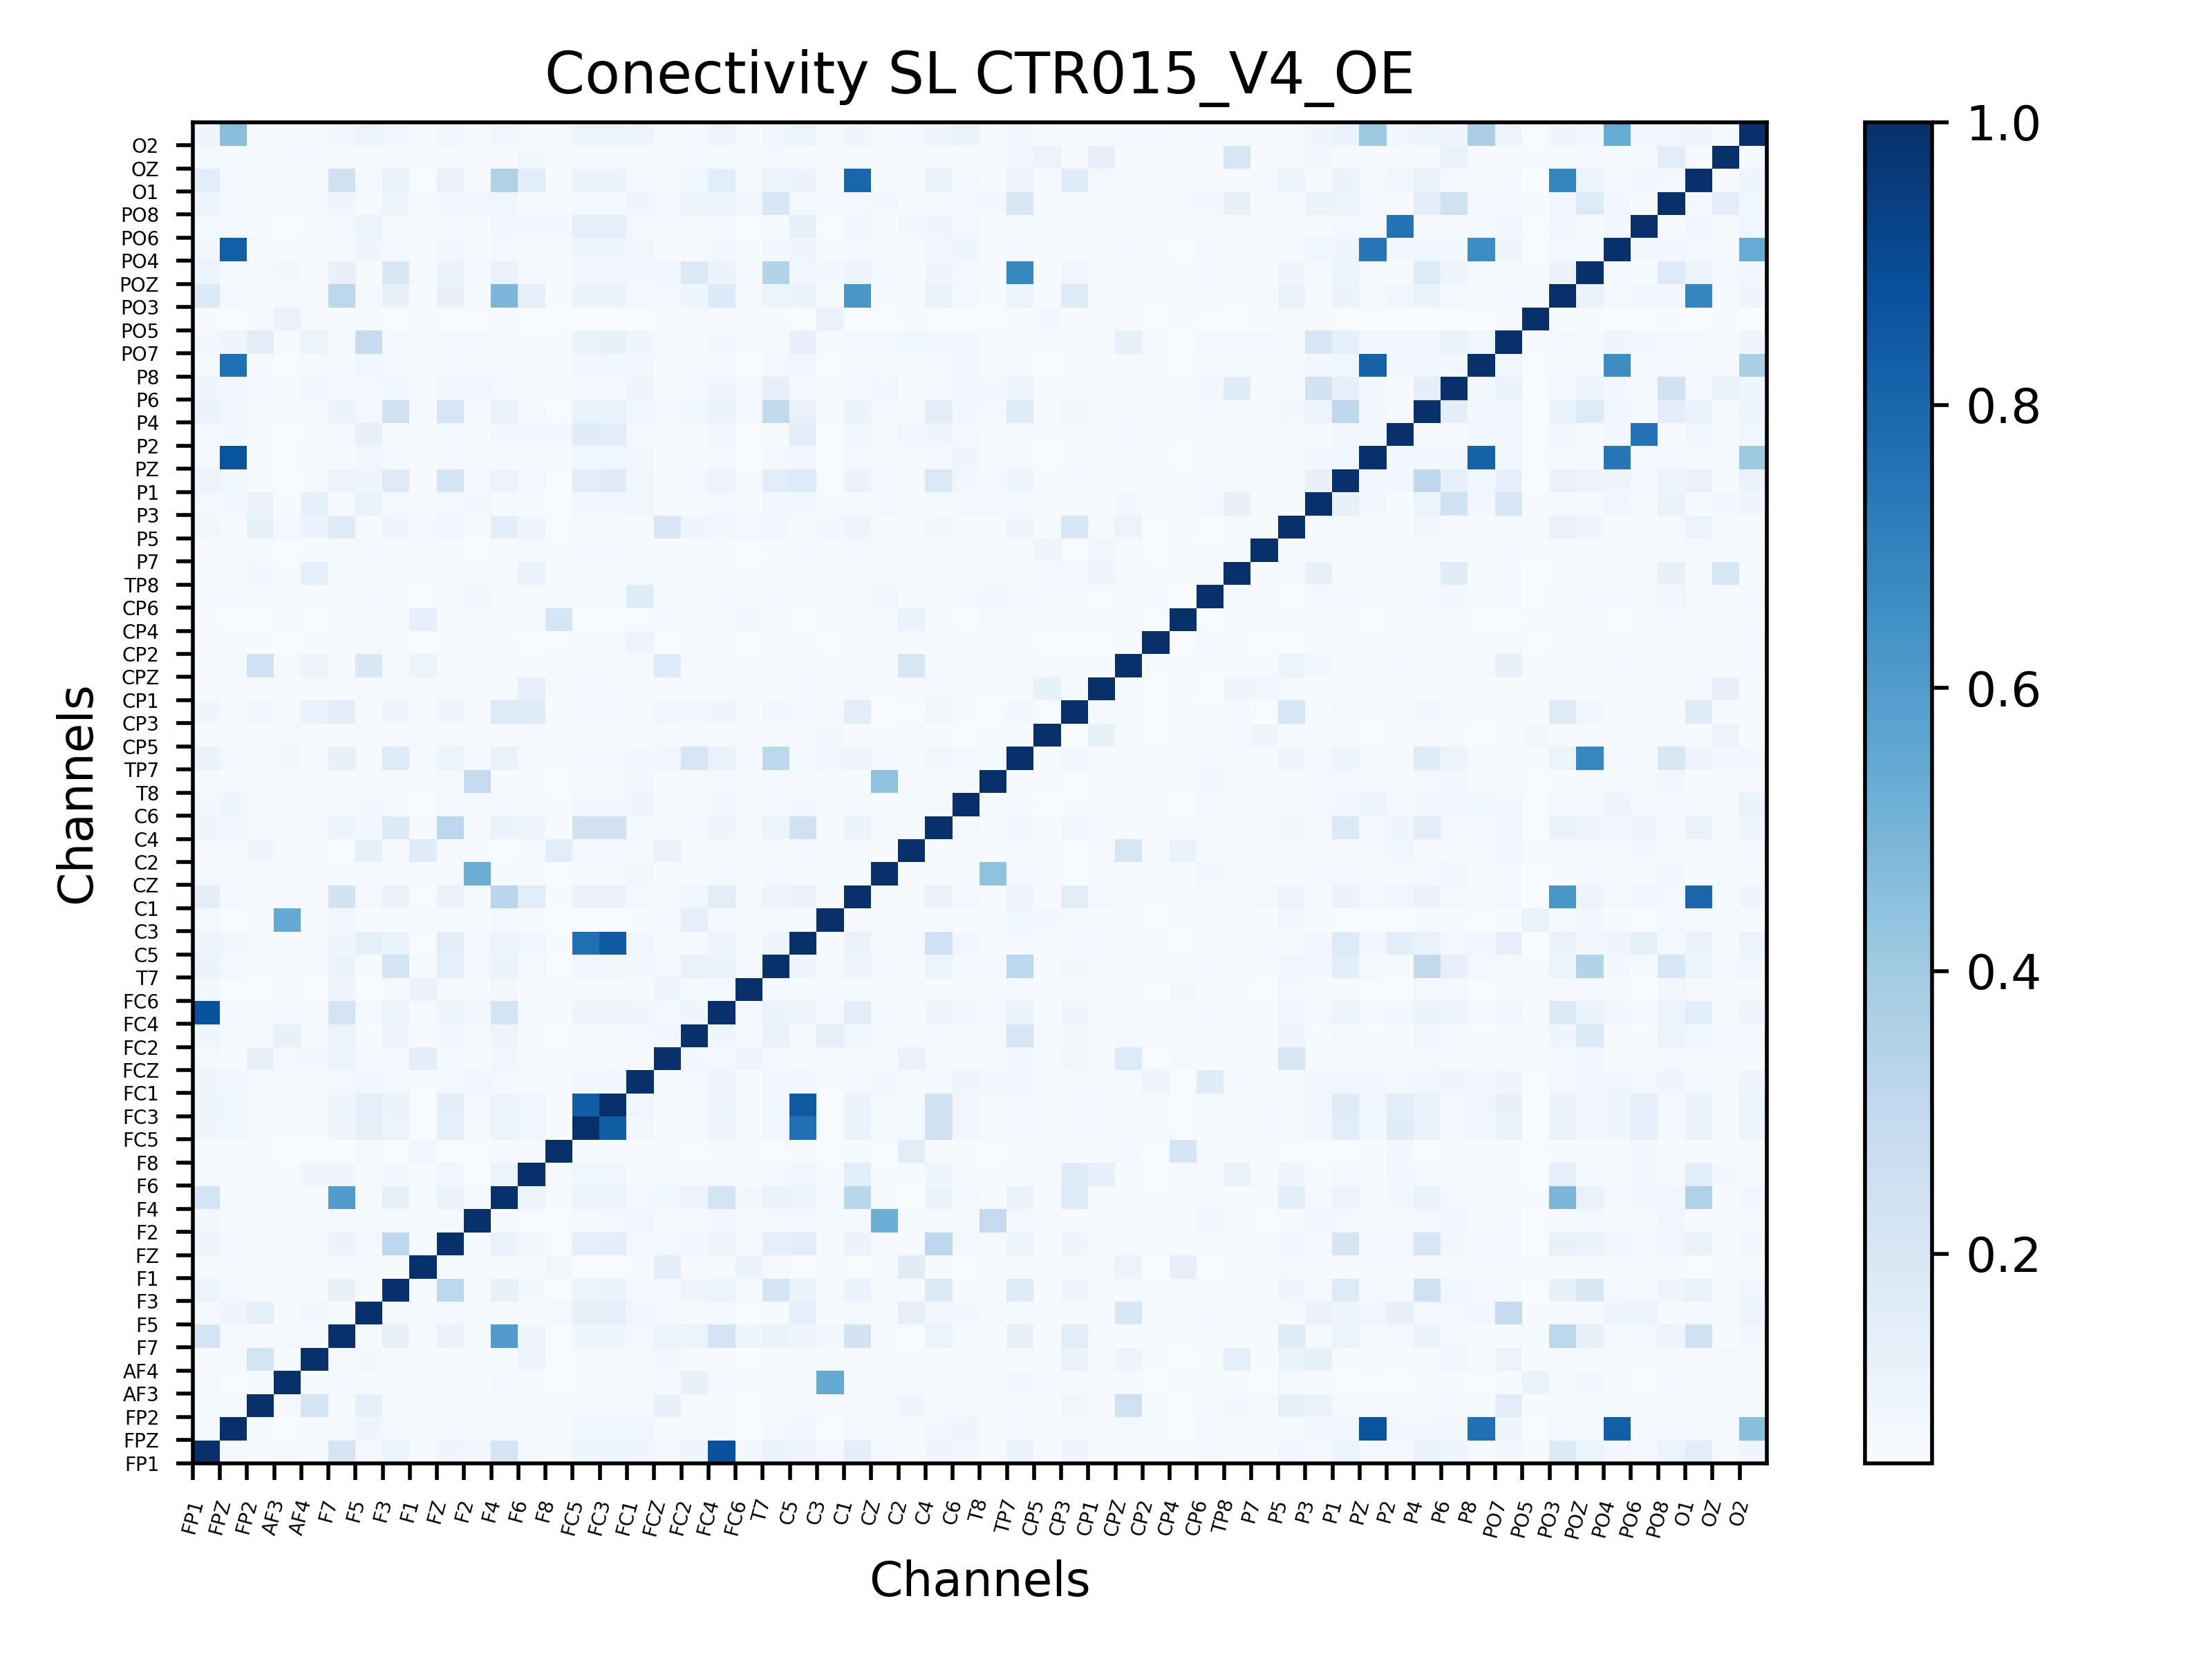 Conectivity SL CTR015_V4_OE
O2
OZ
O1
PO8
PO6
PO4
POZ
PO3
PO5
PO7
P8
P6
P4
P2
PZ
P1
P3
P5
P7
TP8
CP6
CP4
CP2
CPZ
CP1
CP3
CP5
TP7
T8
C6
C4
C2
CZ
C1
C3
C5
T7
FC6
FC4
FC2
FCZ
FC1
FC3
FC5
F8
F6
F4
F2
FZ
F1
F3
F5
F7
AF4
AF3
FP2
FPZ
FP1
Channels
FP1 FPZ FP2 AF3 AF4 F7 F5 F3 F1 FZ F2 F4 F6 F8 FC5 FC3 FC1 FCZ FC2 FC4 FC6 T7 C5 C3 C1 CZ C2 C4 C6 T8 TP7 CP5 CP3 CP1 CPZ CP2 CP4 CP6 TP8 P7 P5 P3 P1 PZ P2 P4 P6 P8 PO7 PO5 PO3 POZ PO4 PO6 PO8 O1 OZ O2
Channels
1.0
0.8
0.6
0.4
0.2